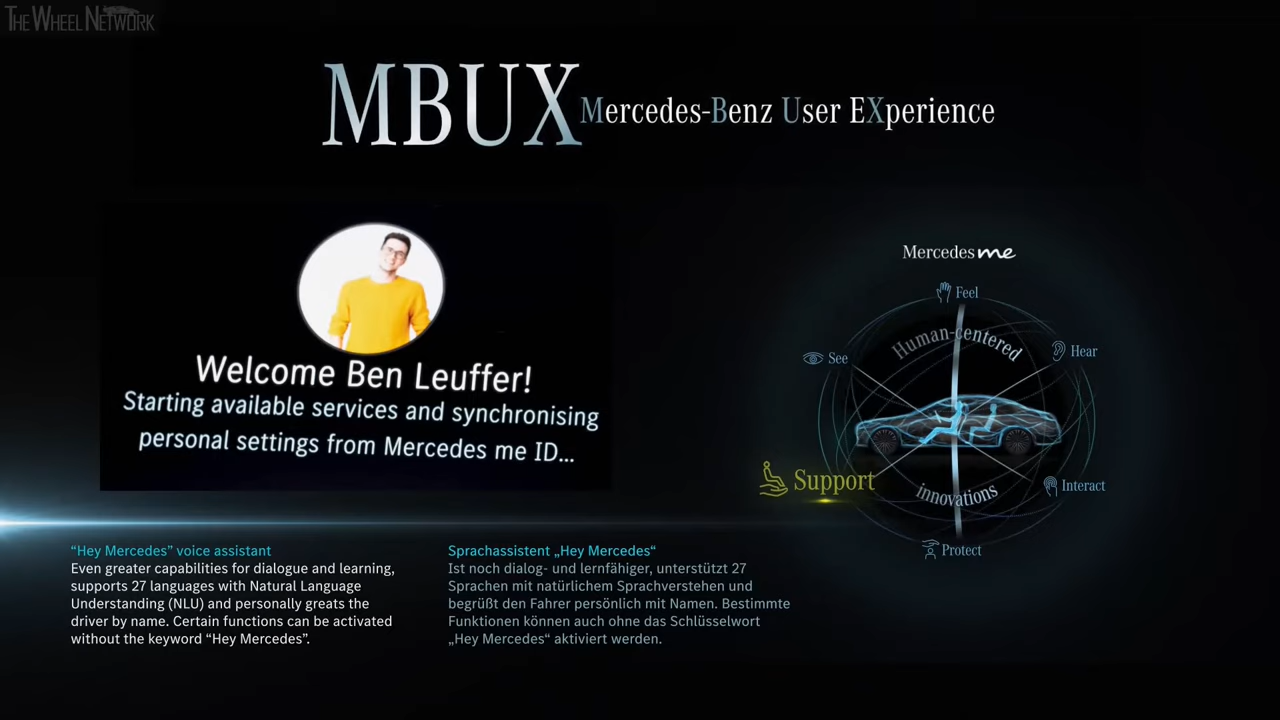 THE WHEEL NETWORK
MBUX Mercedes-Benz User EXperience
Welcome Ben Leuffer!
Starting available services and synchronising
personal settings from Mercedes me ID...
Mercedes me
Feel
See
Hear
Human-centered
Support
innovations
Interact
Protect
“Hey Mercedes” voice assistant
Even greater capabilities for dialogue and learning,
supports 27 languages with Natural Language
Understanding (NLU) and personally greats the
driver by name. Certain functions can be activated
without the keyword “Hey Mercedes”.
Sprachassistent „Hey Mercedes“
Ist noch dialog- und lernfähiger, unterstützt 27
Sprachen mit natürlichem Sprachverstehen und
begrüßt den Fahrer persönlich mit Namen. Bestimmte
Funktionen können auch ohne das Schlüsselwort
„Hey Mercedes“ aktiviert werden.